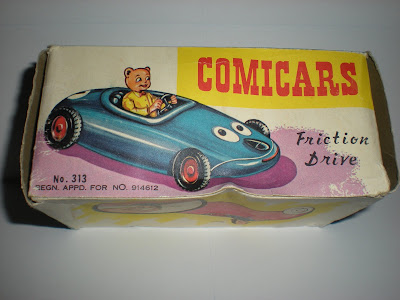 COMICARS
Friction
Drive
No. 313
REGN. APPD. FOR NO. 914612